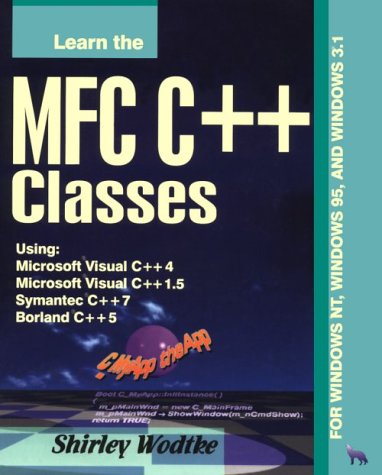 Learn the
MFC C++
Classes
Using:
Microsoft Visual C++ 4
Microsoft Visual C++ 1.5
Symantec C++ 7
Borland C++ 5
C_MyApp theApp
Bool C_MyApp::InitInstance()
{
m_pMainWnd = new C_MainFrame
m_pMainWnd → ShowWindow(m_nCmdShow);
return TRUE;
Shirley Wodtke
FOR WINDOWS NT, WINDOWS 95, AND WINDOWS 3.1